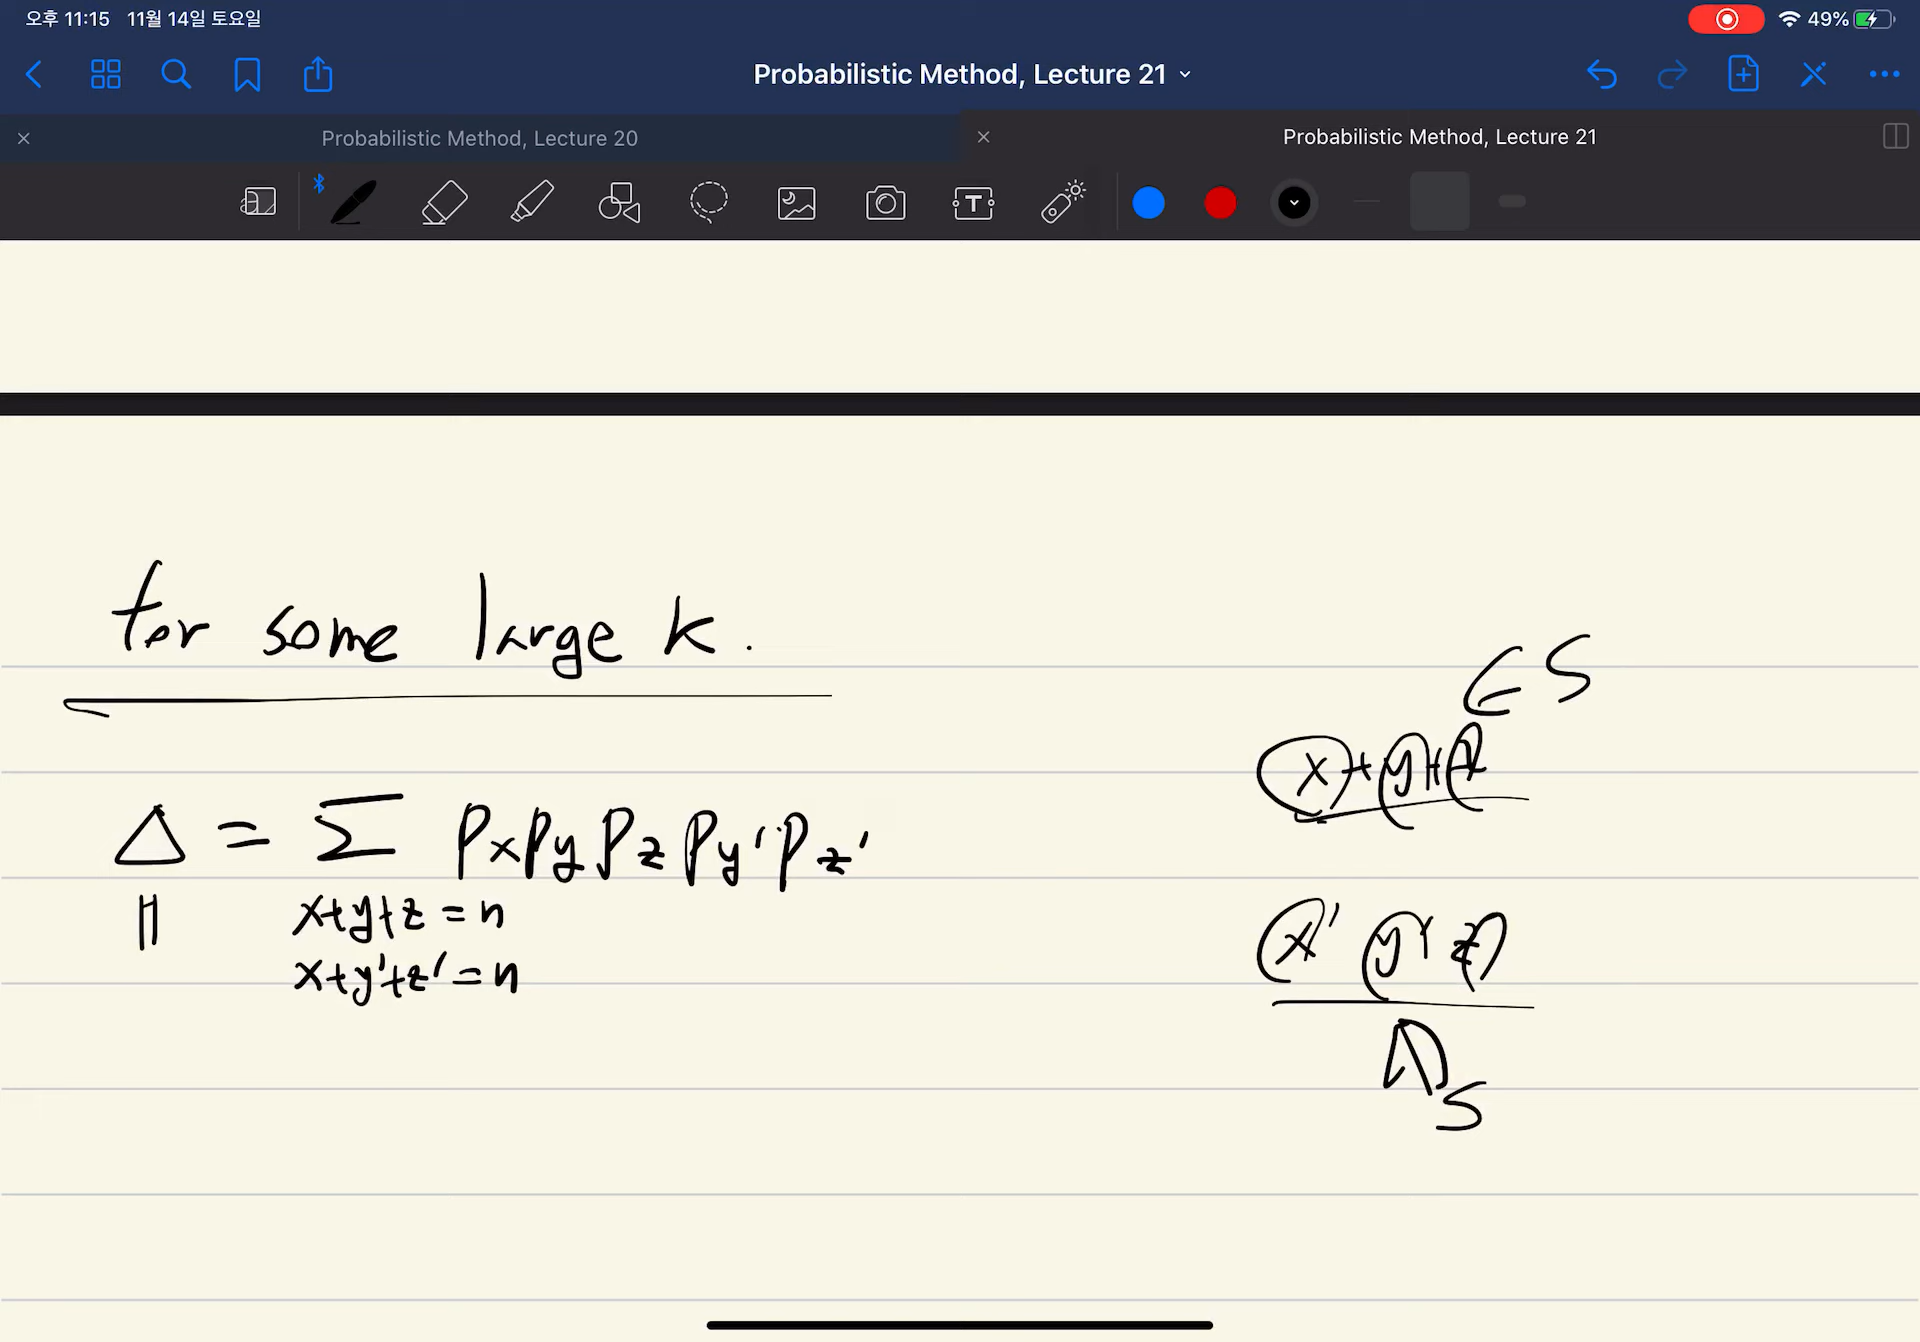 오후 11:15 11월 14일 토요일 49%
Probabilistic Method, Lecture 21
Probabilistic Method, Lecture 20
Probabilistic Method, Lecture 21
T
for some large k.
Δ = Σ PxPyPzPy'Pz'
x+y+z = n
x+y'+z' = n
∈ S
x+y+z
x' y' z'
S